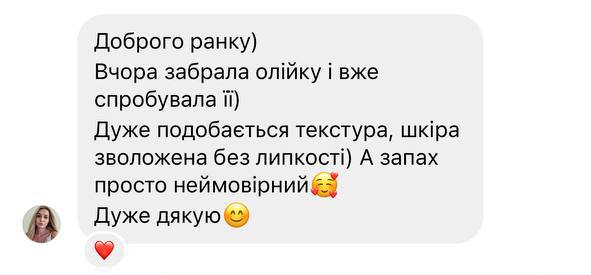 Доброго ранку)
Вчора забрала олійку і вже
спробувала її)
Дуже подобається текстура, шкіра
зволожена без липкості) А запах
просто неймовірний🥰
Дуже дякую😊